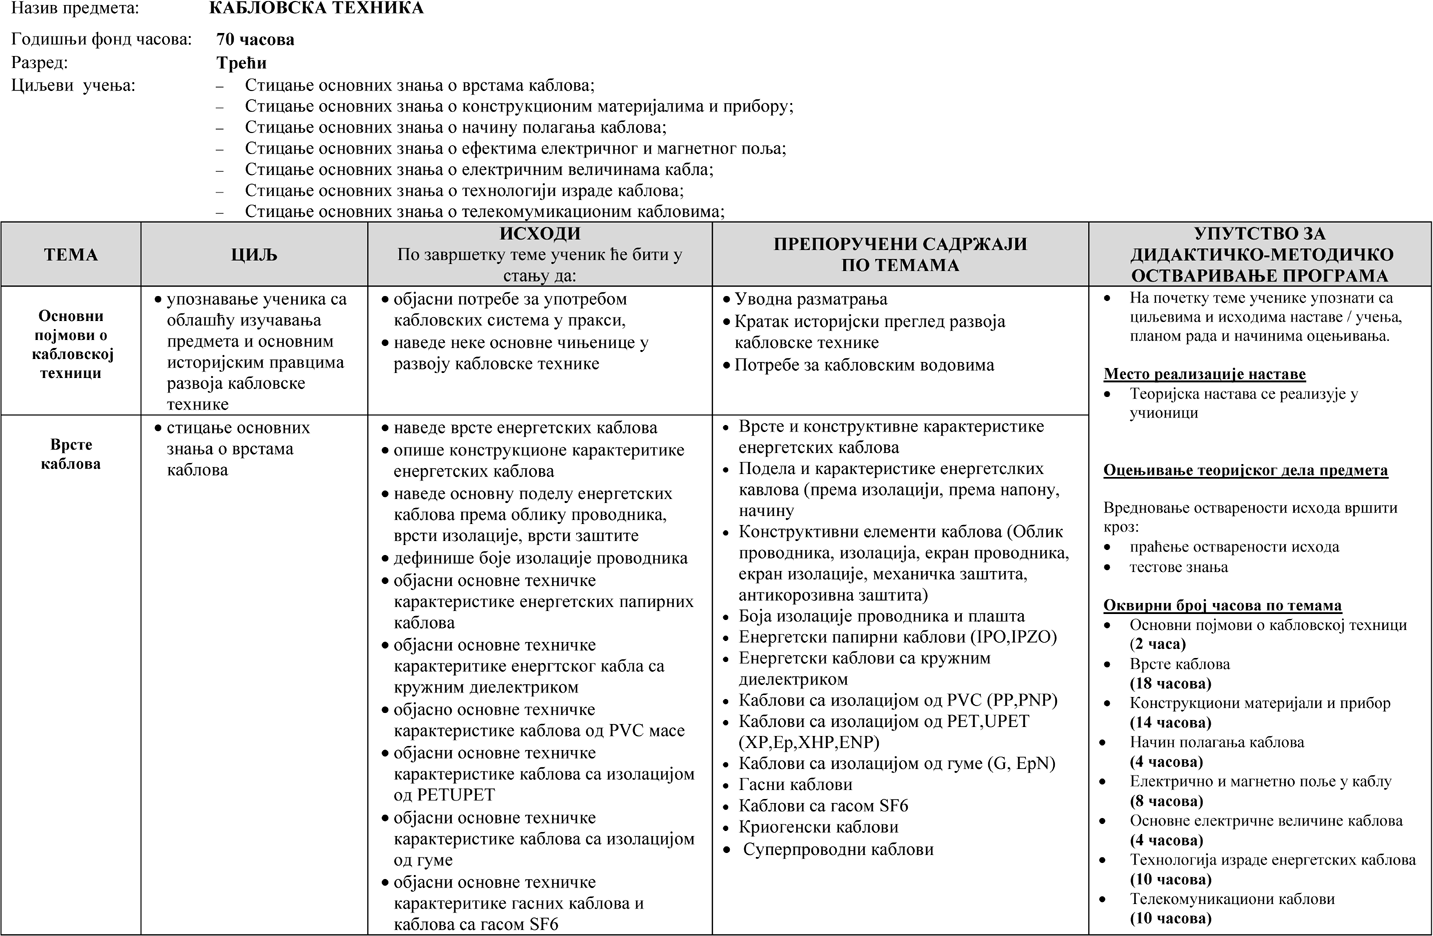 Назив предмета: КАБЛОВСКА ТЕХНИКА
Годишњи фонд часова: 70 часова
Разред: Трећи
Циљеви учења: – Стицање основних знања о врстама каблова;
– Стицање основних знања о конструкционим материјалима и прибору;
– Стицање основних знања о начину полагања каблова;
– Стицање основних знања о ефектима електричног и магнетног поља;
– Стицање основних знања о електричним величинама кабла;
– Стицање основних знања о технологији израде каблова;
– Стицање основних знања о телекомумикационим кабловима;
ТЕМА
ЦИЉ
ИСХОДИ
По завршетку теме ученик ће бити у
стању да:
ПРЕПОРУЧЕНИ САДРЖАЈИ
ПО ТЕМАМА
УПУТСТВО ЗА
ДИДАКТИЧКО-МЕТОДИЧКО
ОСТВАРИВАЊЕ ПРОГРАМА
Основни
појмови о
кабловској
техници
• упознавање ученика са
облашћу изучавања
предмета и основним
историјским правцима
развоја кабловске
технике
• објасни потребе за употребом
кабловских система у пракси,
• наведе неке основне чињенице у
развоју кабловске технике
• Уводна разматрања
• Кратак историјски преглед развоја
кабловске технике
• Потребе за кабловским водовима
Врсте
каблова
• стицање основних
знања о врстама
каблова
• наведе врсте енергетских каблова
• опише конструкционе карактеритике
енергетских каблова
• наведе основну поделу енергетских
каблова према облику проводника,
врсти изолације, врсти заштите
• дефинише боје изолације проводника
• објасни основне техничке
карактеристике енергетских папирних
каблова
• објасни основне техничке
карактеритике енергтског кабла са
кружним диелектриком
• објасно основне техничке
карактеристике каблова од PVC масе
• објасни основне техничке
карактеристике каблова са изолацијом
од PETUPET
• објасни основне техничке
карактеристике каблова са изолацијом
од гуме
• објасни основне техничке
карактеритике гасних каблова и
каблова са гасом SF6
• Врсте и конструктивне карактеристике
енергетских каблова
• Подела и карактеристике енергетслких
кавлова (према изолацији, према напону,
начину
• Конструктивни елементи каблова (Облик
проводника, изолација, екран проводника,
екран изолације, механичка заштита,
антикорозивна заштита)
• Боја изолације проводника и плашта
• Енергетски папирни каблови (IPO,IPZO)
• Енергетски каблови са кружним
диелектриком
• Каблови са изолацијом од PVC (PP,PNP)
• Каблови са изолацијом од PET,UPET
(XP,Ep,XHP,ENP)
• Каблови са изолацијом од гуме (G, EpN)
• Гасни каблови
• Каблови са гасом SF6
• Криогенски каблови
• Суперпроводни каблови
• На почетку теме ученике упознати са
циљевима и исходима наставе / учења,
планом рада и начинима оцењивања.
Место реализације наставе
• Теоријска настава се реализује у
учионици
Оцењивање теоријског дела предмета
Вредновање остварености исхода вршити
кроз:
• праћење остварености исхода
• тестове знања
Оквирни број часова по темама
• Основни појмови о кабловској техници
(2 часа)
• Врсте каблова
(18 часова)
• Конструкциони материјали и прибор
(14 часова)
• Начин полагања каблова
(4 часова)
• Електрично и магнетно поље у каблу
(8 часова)
• Основне електричне величине каблова
(4 часова)
• Технологија израде енергетских каблова
(10 часова)
• Телекомуникациони каблови
(10 часова)